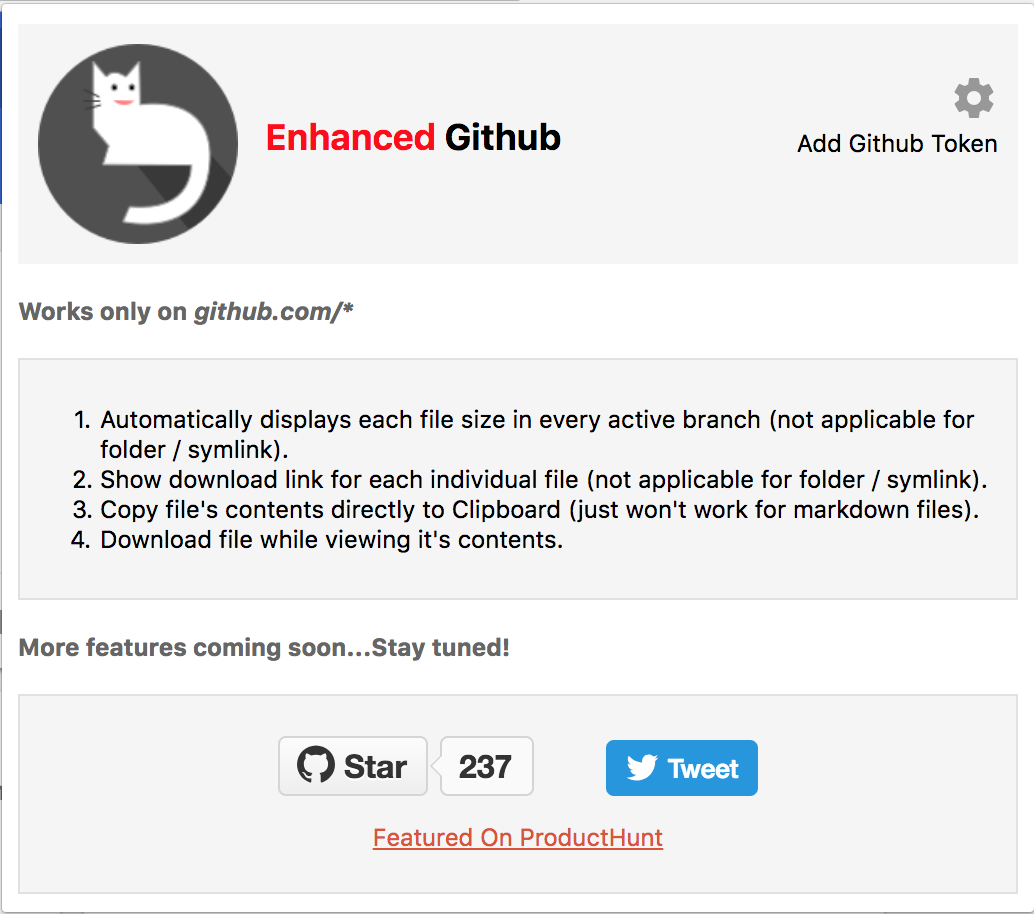 Enhanced Github
Add Github Token
Works only on github.com/*
1. Automatically displays each file size in every active branch (not applicable for
folder / symlink).
2. Show download link for each individual file (not applicable for folder / symlink).
3. Copy file's contents directly to Clipboard (just won't work for markdown files).
4. Download file while viewing it's contents.
More features coming soon...Stay tuned!
Star 237 Tweet
Featured On ProductHunt